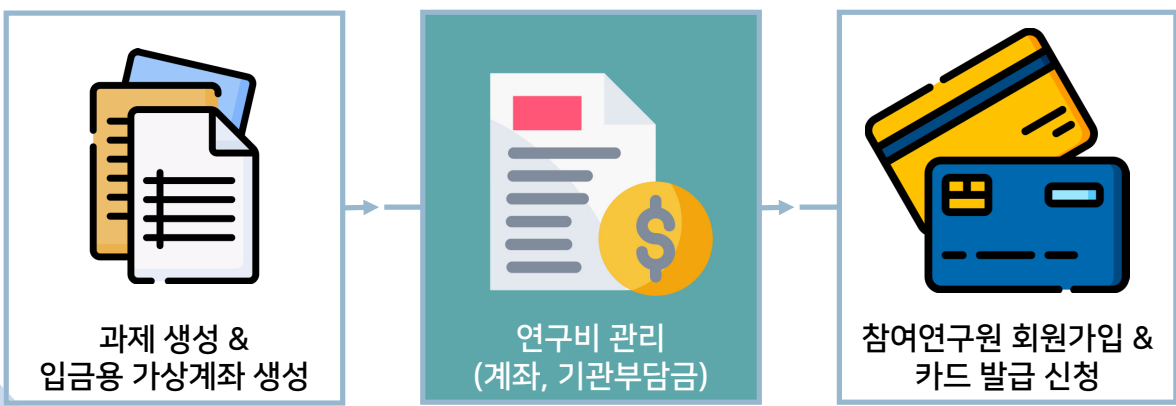 과제 생성 &
입금용 가상계좌 생성
연구비 관리
(계좌, 기관부담금)
참여연구원 회원가입 &
카드 발급 신청